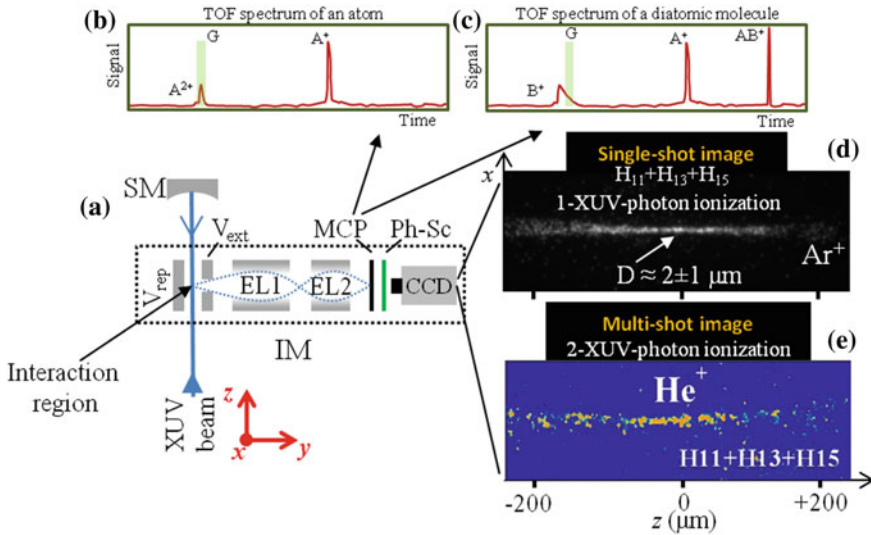 (b)
TOF spectrum of an atom
Signal
G
A²⁺
A⁺
Time
(c)
TOF spectrum of a diatomic molecule
Signal
B⁺
G
A⁺
AB⁺
Time
(a)
SM
V_rep
V_ext
EL1
EL2
MCP
Ph-Sc
CCD
IM
Interaction
region
XUV
beam
z
x
y
(d)
x
Single-shot image
H₁₁+H₁₃+H₁₅
1-XUV-photon ionization
Ar⁺
D ≈ 2±1 μm
(e)
Multi-shot image
2-XUV-photon ionization
He⁺
H11+H13+H15
-200
0
+200
z (μm)